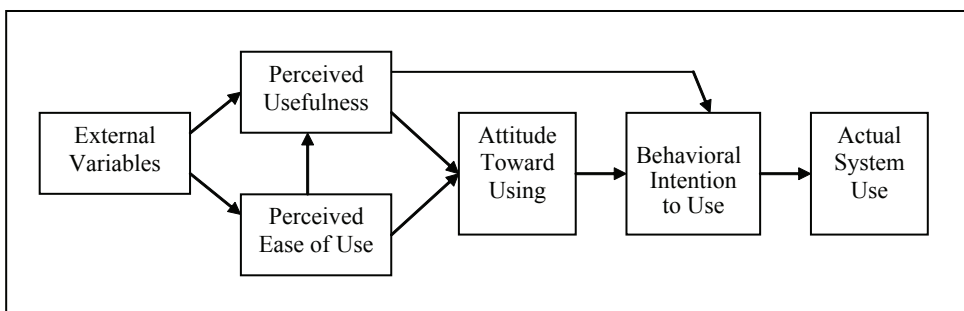 External
Variables
Perceived
Usefulness
Perceived
Ease of Use
Attitude
Toward
Using
Behavioral
Intention
to Use
Actual
System
Use